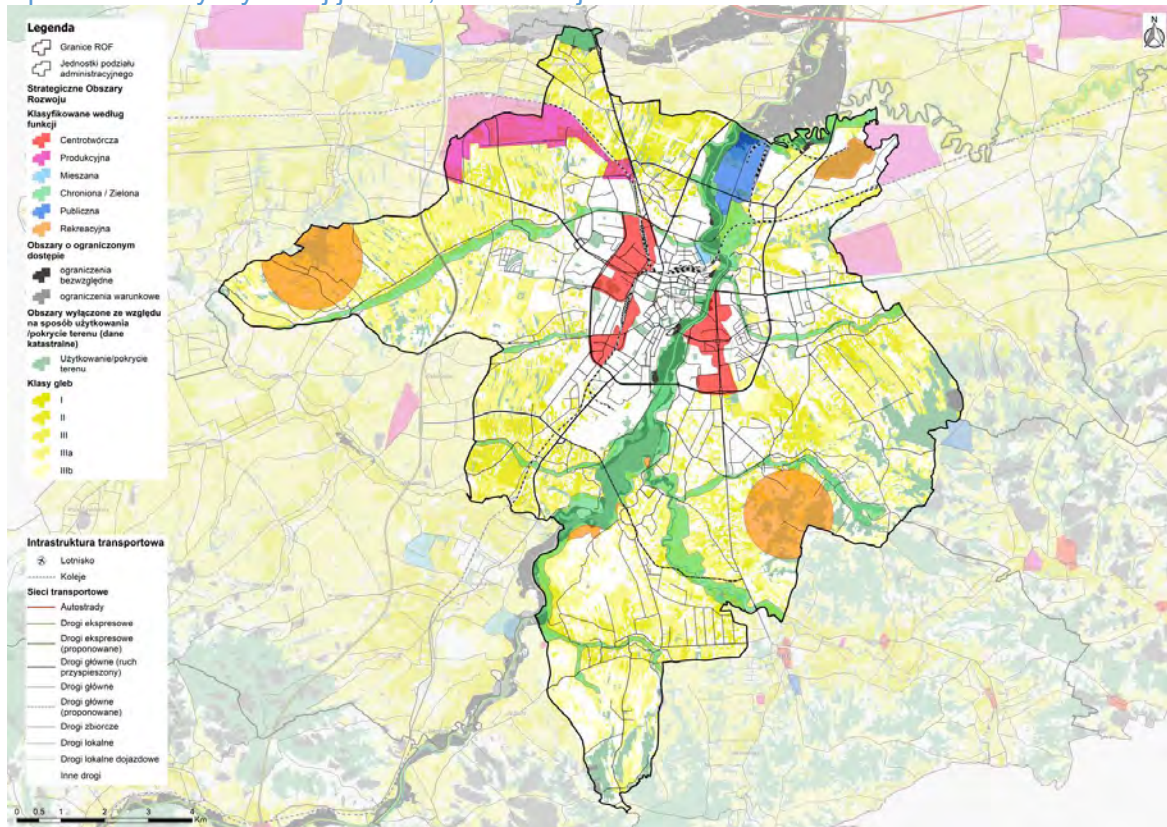 Legenda
Granice ROF
Jednostki podziału
administracyjnego
Strategiczne Obszary
Rozwoju
Klasyfikowane według
funkcji
Centrotwórcza
Produkcyjna
Mieszana
Chroniona / Zielona
Publiczna
Rekreacyjna
Obszary o ograniczonym
dostępie
ograniczenia
bezwzględne
ograniczenia warunkowe
Obszary wyłączone ze względu
na sposób użytkowania
/pokrycie terenu (dane
katastralne)
Użytkowanie/pokrycie
terenu
Klasy gleb
I
II
III
IIIa
IIIb
Intrastruktura transportowa
Lotnisko
Koleje
Sieci transportowe
Autostrady
Drogi ekspresowe
Drogi ekspresowe
(proponowane)
Drogi główne (ruch
przyspieszony)
Drogi główne
Drogi główne
(proponowane)
Drogi zbiorcze
Drogi lokalne
Drogi lokalne dojazdowe
Inne drogi
0 0,5 1 2 3 4
Km
N